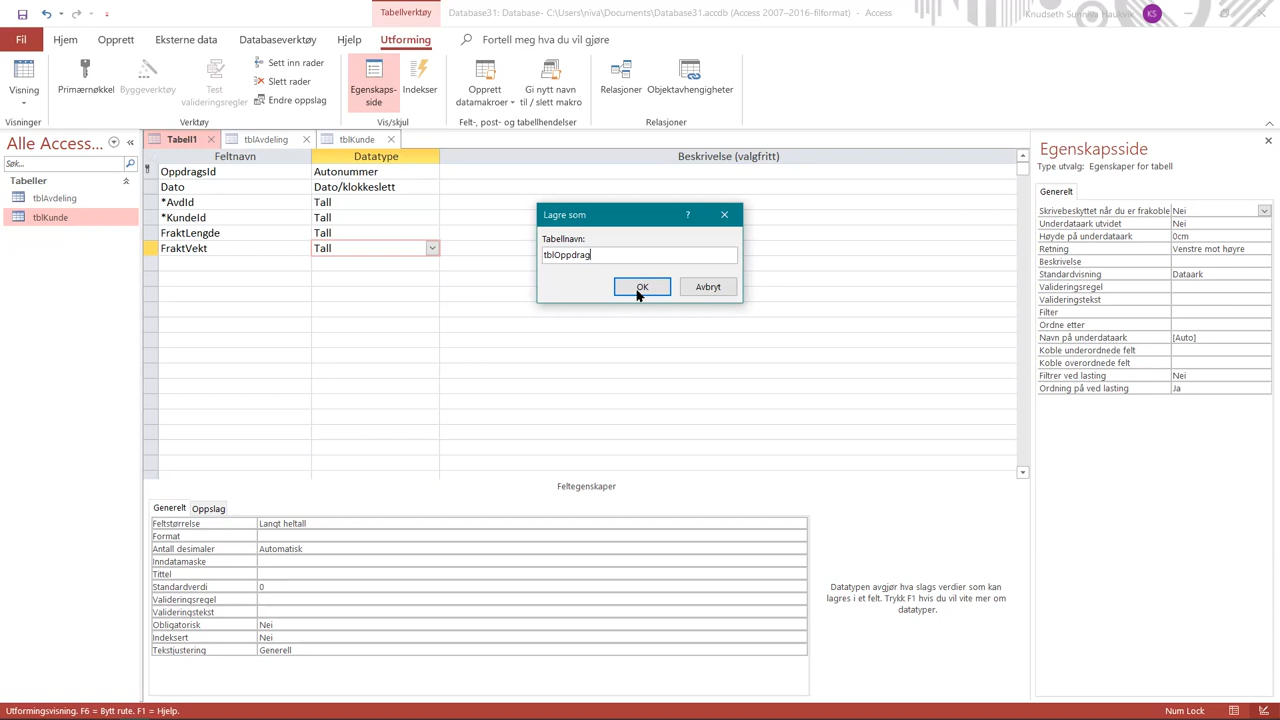 Tabellverktøy
Database31: Database- C:\Users\niva\Documents\Database31.accdb (Access 2007–2016-filformat) - Access
Knudseth Sunniva Haukvik
KS
Fil
Hjem
Opprett
Eksterne data
Databaseverktøy
Hjelp
Utforming
Fortell meg hva du vil gjøre
Visning
Primærnøkkel
Byggeverktøy
Test valideringsregler
Sett inn rader
Slett rader
Endre oppslag
Egenskaps-
side
Indekser
Opprett
datamakroer
Gi nytt navn
til / slett makro
Relasjoner
Objektavhengigheter
Visninger
Verktøy
Vis/skjul
Felt-, post- og tabellhendelser
Relasjoner
Alle Access...
Søk...
Tabeller
tblAvdeling
tblKunde
Tabell1
tblAvdeling
tblKunde
Feltnavn
Datatype
Beskrivelse (valgfritt)
OppdragsId Autonummer
Dato Dato/klokkeslett
*AvdId Tall
*KundeId Tall
FraktLengde Tall
FraktVekt Tall
Lagre som
?
Tabellnavn:
tblOppdrag
OK
Avbryt
Feltegenskaper
Generelt
Oppslag
Feltstørrelse Langt heltall
Format
Antall desimaler Automatisk
Inndatamaske
Tittel
Standardverdi 0
Valideringsregel
Valideringstekst
Obligatorisk Nei
Indeksert Nei
Tekstjustering Generell
Datatypen avgjør hva slags verdier som kan
lagres i et felt. Trykk F1 hvis du vil vite mer om
datatyper.
Egenskapsside
Type utvalg: Egenskaper for tabell
Generelt
Skrivebeskyttet når du er frakoble Nei
Underdataark utvidet Nei
Høyde på underdataark 0cm
Retning Venstre mot høyre
Beskrivelse
Standardvisning Dataark
Valideringsregel
Valideringstekst
Filter
Ordne etter
Navn på underdataark [Auto]
Koble underordnede felt
Koble overordnede felt
Filtrer ved lasting Nei
Ordning på ved lasting Ja
Utformingsvisning. F6 = Bytt rute. F1 = Hjelp.
Num Lock